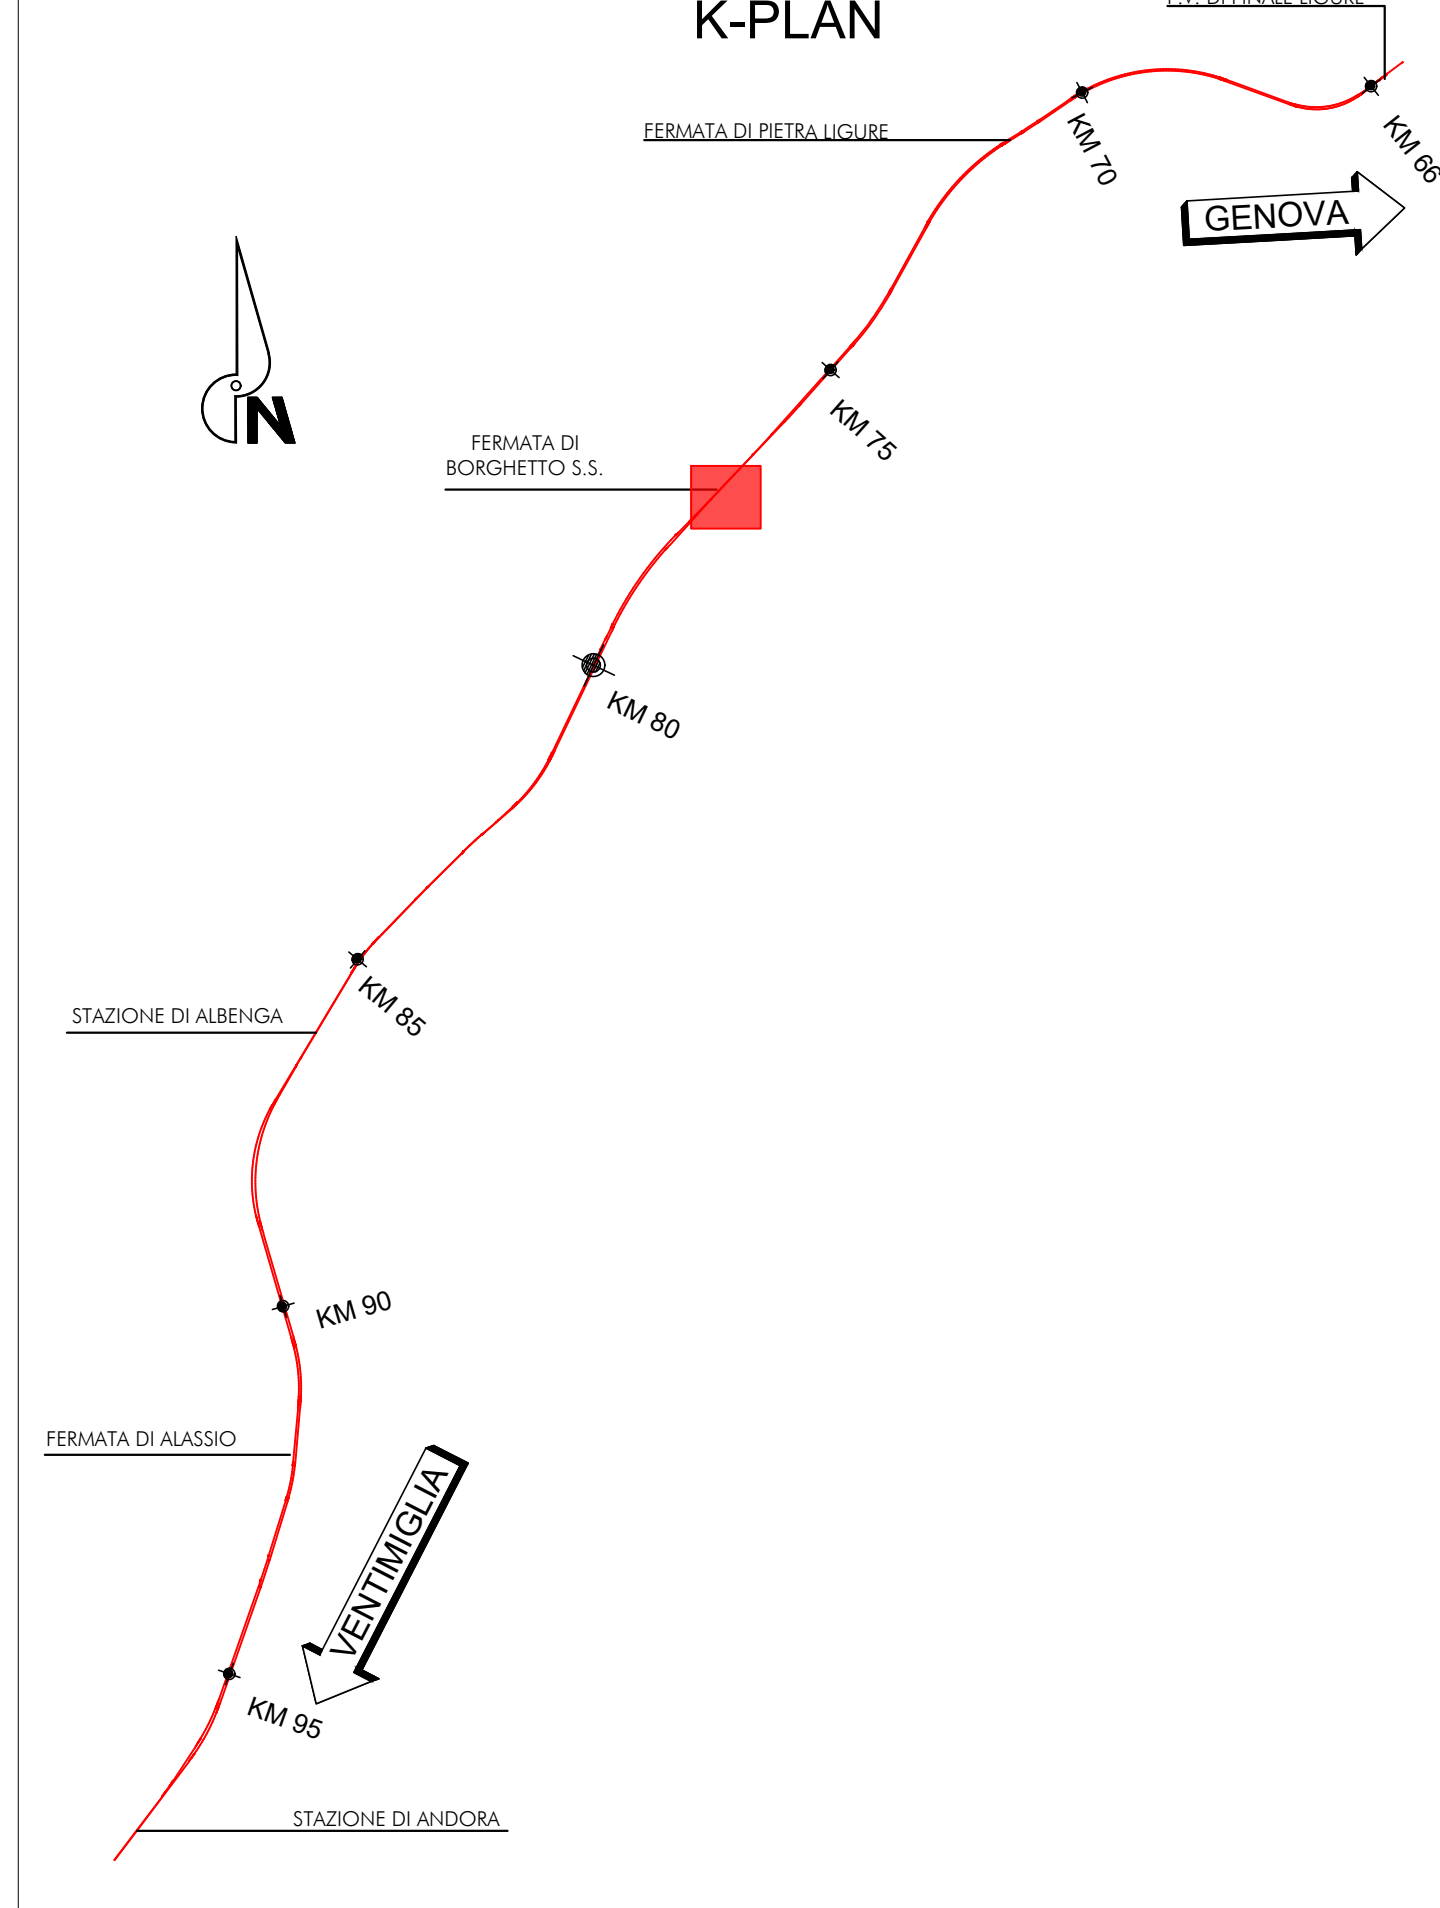 K-PLAN
FERMATA DI PIETRA LIGURE
KM 70
KM 66
GENOVA
N
KM 75
FERMATA DI
BORGHETTO S.S.
KM 80
KM 85
STAZIONE DI ALBENGA
KM 90
FERMATA DI ALASSIO
VENTIMIGLIA
KM 95
STAZIONE DI ANDORA